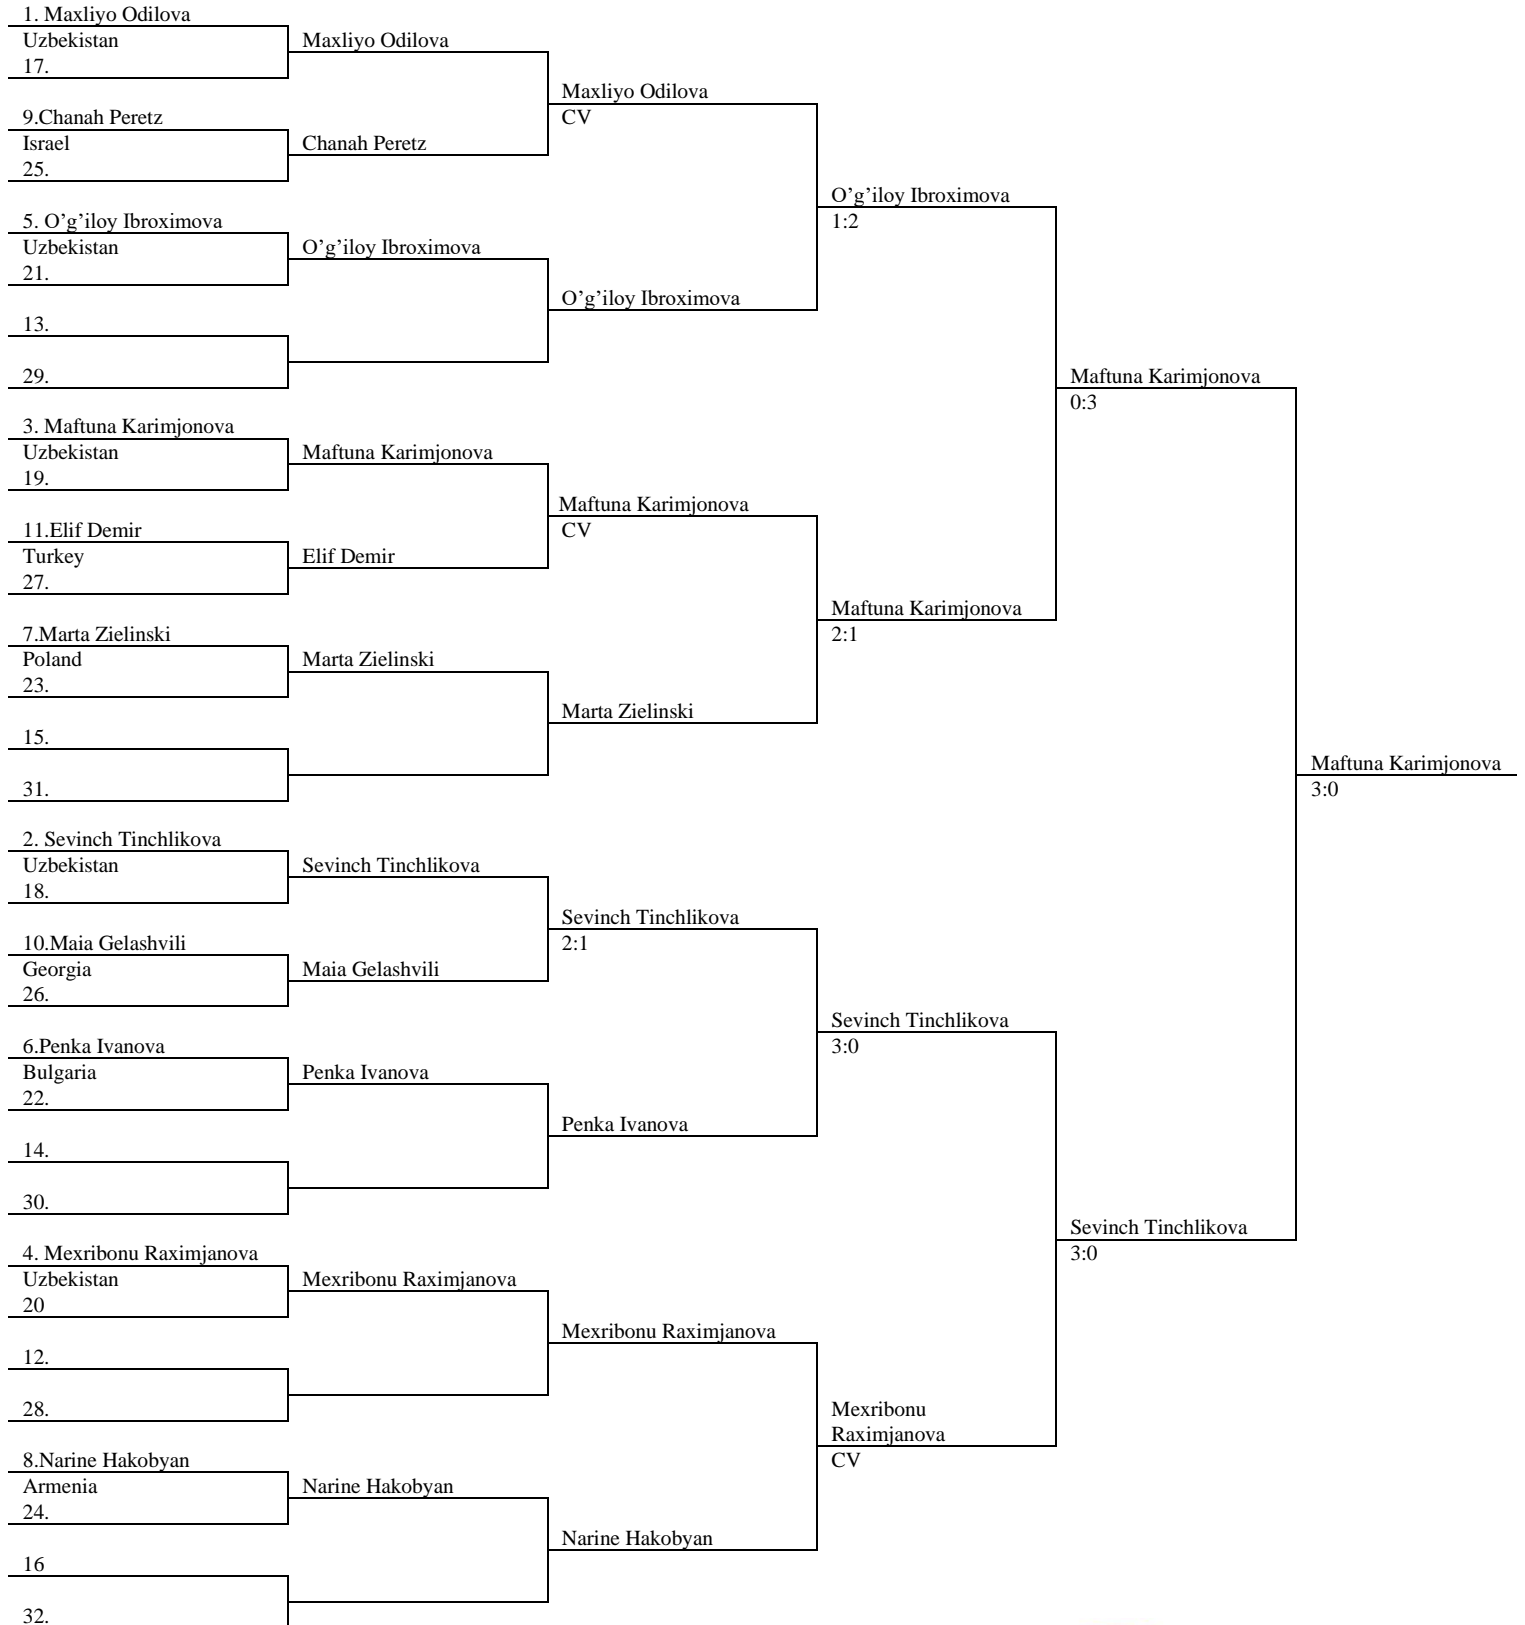 1. Maxliyo Odilova
Uzbekistan
17.
9.Chanah Peretz
Israel
25.
5. O’g’iloy Ibroximova
Uzbekistan
21.
13.
29.
3. Maftuna Karimjonova
Uzbekistan
19.
11.Elif Demir
Turkey
27.
7.Marta Zielinski
Poland
23.
15.
31.
2. Sevinch Tinchlikova
Uzbekistan
18.
10.Maia Gelashvili
Georgia
26.
6.Penka Ivanova
Bulgaria
22.
14.
30.
4. Mexribonu Raximjanova
Uzbekistan
20
12.
28.
8.Narine Hakobyan
Armenia
24.
16
32.
Maxliyo Odilova
Chanah Peretz
O’g’iloy Ibroximova
Maftuna Karimjonova
Elif Demir
Marta Zielinski
Sevinch Tinchlikova
Maia Gelashvili
Penka Ivanova
Mexribonu Raximjanova
Narine Hakobyan
Maxliyo Odilova
CV
O’g’iloy Ibroximova
Maftuna Karimjonova
CV
Marta Zielinski
Sevinch Tinchlikova
2:1
Penka Ivanova
Mexribonu Raximjanova
Narine Hakobyan
O’g’iloy Ibroximova
1:2
Maftuna Karimjonova
2:1
Sevinch Tinchlikova
3:0
Mexribonu
Raximjanova
CV
Maftuna Karimjonova
0:3
Sevinch Tinchlikova
3:0
Maftuna Karimjonova
3:0